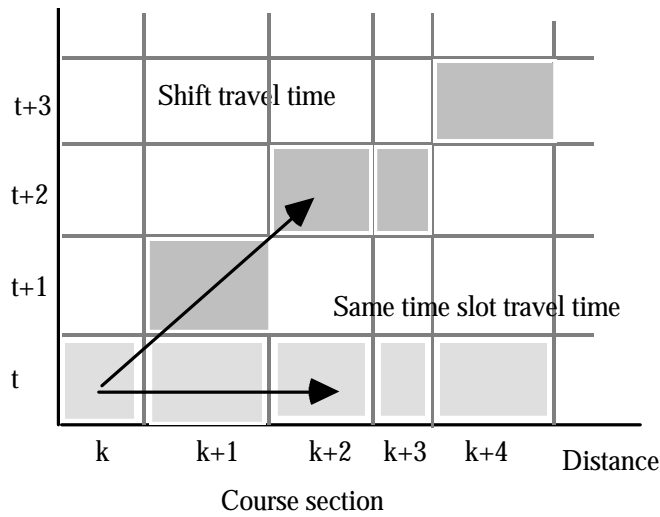 Shift travel time
t+3
t+2
t+1
Same time slot travel time
t
k k+1 k+2 k+3 k+4 Distance
Course section